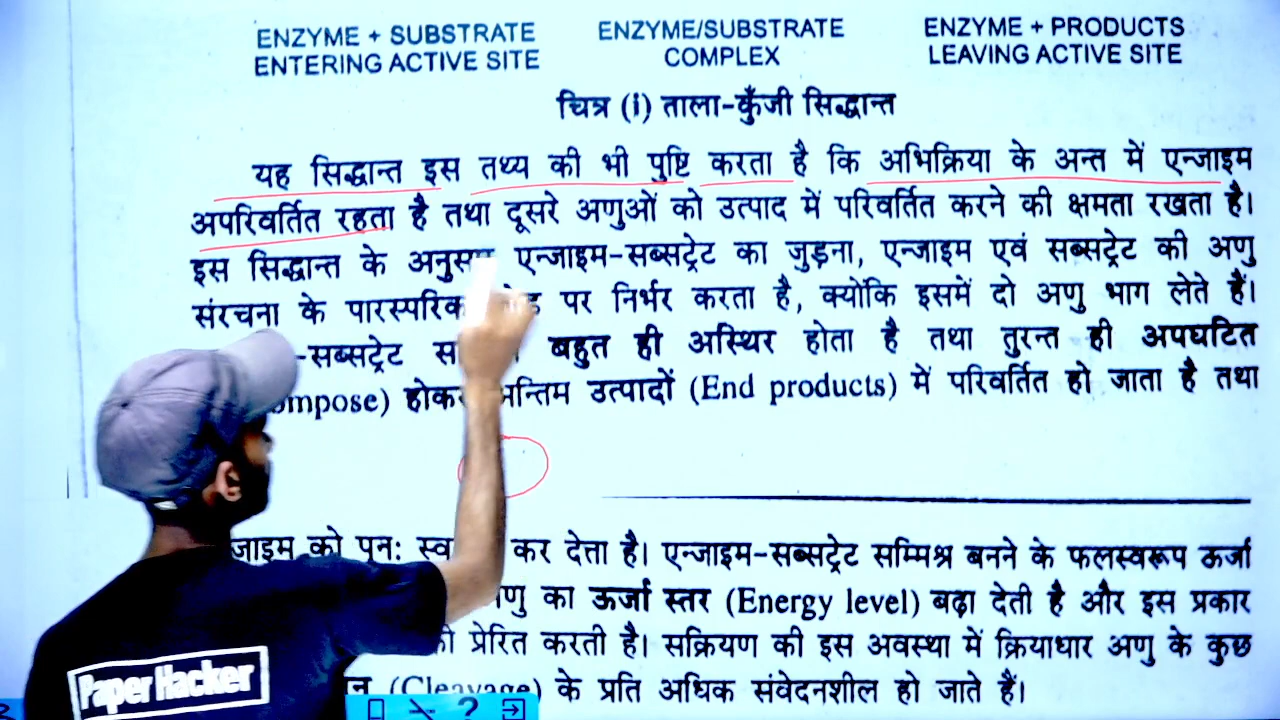 ENZYME + SUBSTRATE ENTERING ACTIVE SITE
ENZYME/SUBSTRATE COMPLEX
ENZYME + PRODUCTS LEAVING ACTIVE SITE
चित्र (i) ताला-कुँजी सिद्धान्त
यह सिद्धान्त इस तथ्य की भी पुष्टि करता है कि अभिक्रिया के अन्त में एन्जाइम
अपरिवर्तित रहता है तथा दूसरे अणुओं को उत्पाद में परिवर्तित करने की क्षमता रखता है।
इस सिद्धान्त के एन्जाइम-सब्सट्रेट का जुड़ना, एन्जाइम एवं सब्सट्रेट की अणु
संरचना के पारस्परिक पर निर्भर करता है, क्योंकि इसमें दो अणु भाग लेते हैं।
-सब्सट्रेट बहुत ही अस्थिर होता है तथा तुरन्त ही अपघटित
होकर अन्तिम उत्पादों (End products) में परिवर्तित हो जाता है तथा
को पुन: कर देत्ता है। एन्जाइम-सब्सट्रेट सम्मिश्र बनने के फलस्वरूप ऊर्जा
का ऊर्जा स्तर (Energy level) बढ़ा देती है और इस प्रकार
प्रेरित करती है। सक्रियण की इस अवस्था में क्रियाधार अणु के कुछ
(Cleavage) के प्रति अधिक संवेदनशील हो जाते हैं।
Paper Hacker